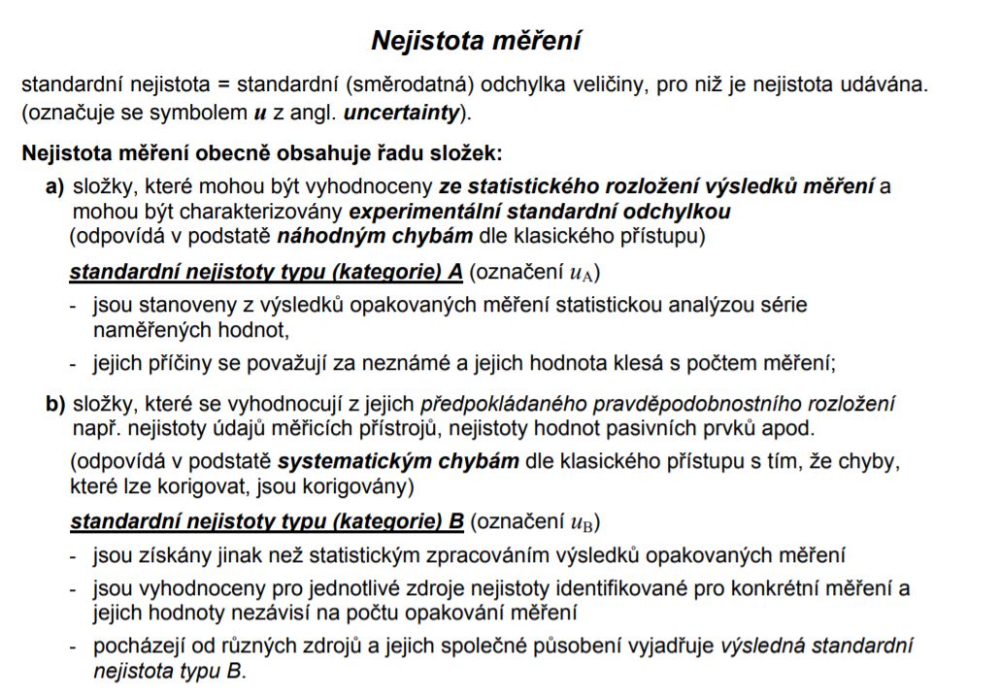 Nejistota měření
standardní nejistota = standardní (směrodatná) odchylka veličiny, pro niž je nejistota udávána.
(označuje se symbolem u z angl. uncertainty).
Nejistota měření obecně obsahuje řadu složek:
a) složky, které mohou být vyhodnoceny ze statistického rozložení výsledků měření a
mohou být charakterizovány experimentální standardní odchylkou
(odpovídá v podstatě náhodným chybám dle klasického přístupu)
standardní nejistoty typu (kategorie) A (označení uA)
- jsou stanoveny z výsledků opakovaných měření statistickou analýzou série
naměřených hodnot,
- jejich příčiny se považují za neznámé a jejich hodnota klesá s počtem měření;
b) složky, které se vyhodnocují z jejich předpokládaného pravděpodobnostního rozložení
např. nejistoty údajů měřicích přístrojů, nejistoty hodnot pasivních prvků apod.
(odpovídá v podstatě systematickým chybám dle klasického přístupu s tím, že chyby,
které lze korigovat, jsou korigovány)
standardní nejistoty typu (kategorie) B (označení uB)
- jsou získány jinak než statistickým zpracováním výsledků opakovaných měření
- jsou vyhodnoceny pro jednotlivé zdroje nejistoty identifikované pro konkrétní měření a
jejich hodnoty nezávisí na počtu opakování měření
- pocházejí od různých zdrojů a jejich společné působení vyjadřuje výsledná standardní
nejistota typu B.